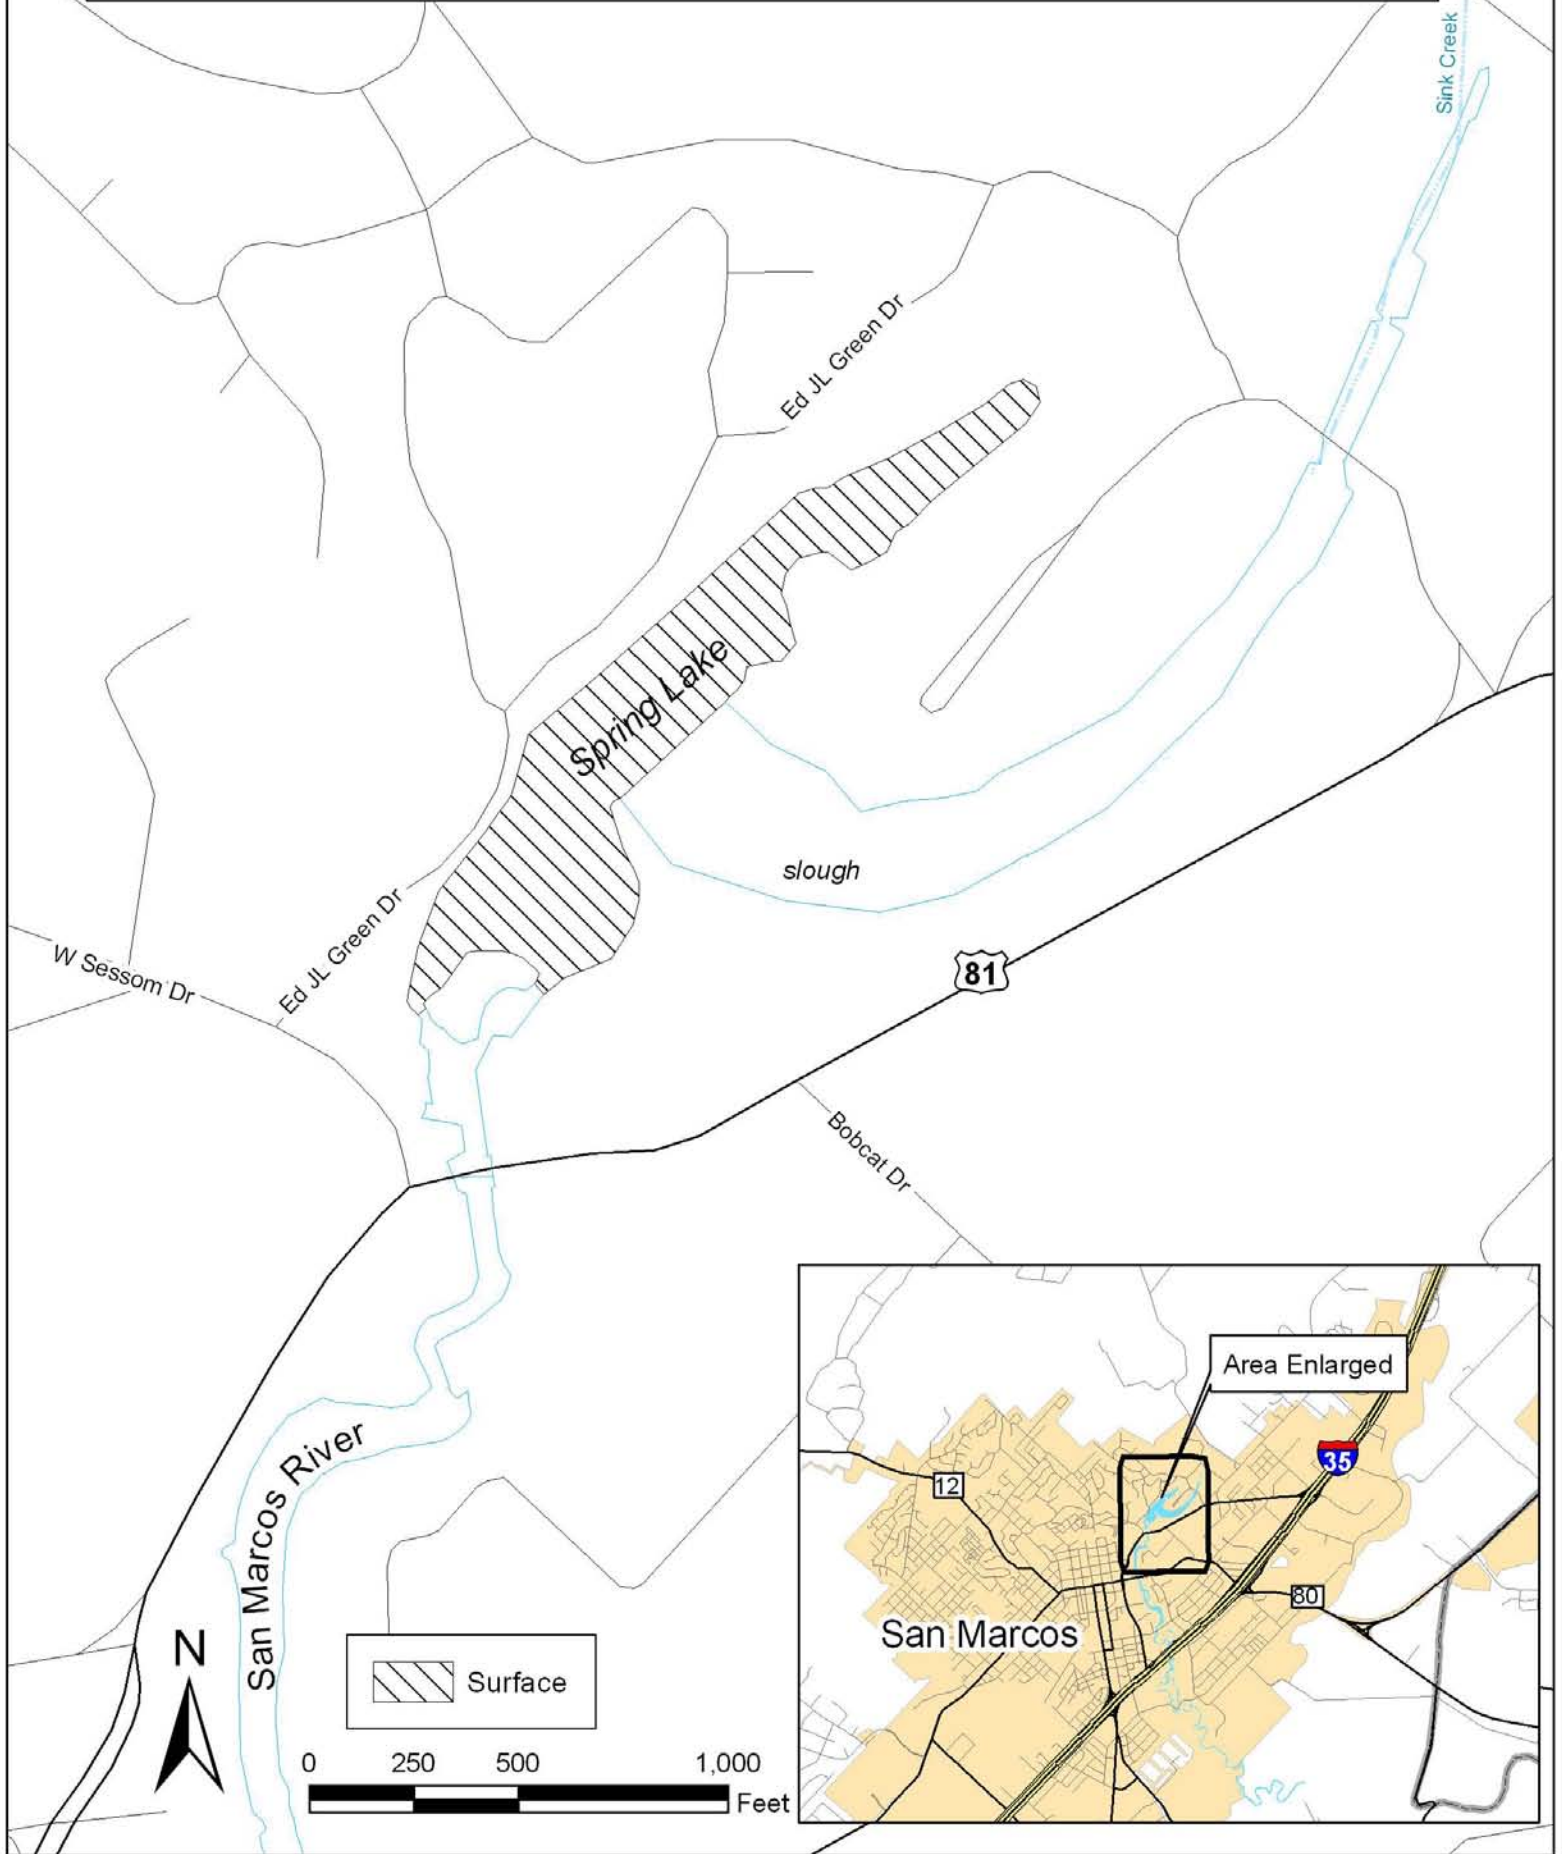 Sink Creek
Ed JL Green Dr
Spring Lake
slough
Ed JL Green Dr
W Sessom Dr
81
Bobcat Dr
San Marcos River
Area Enlarged
35
12
80
San Marcos
N
Surface
0 250 500 1,000
Feet